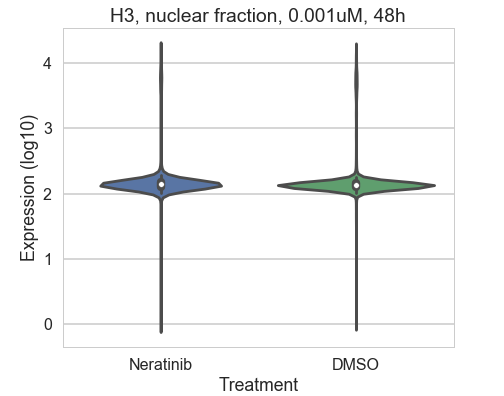 H3, nuclear fraction, 0.001uM, 48h
Expression (log10)
4
3
2
1
0
Neratinib DMSO
Treatment